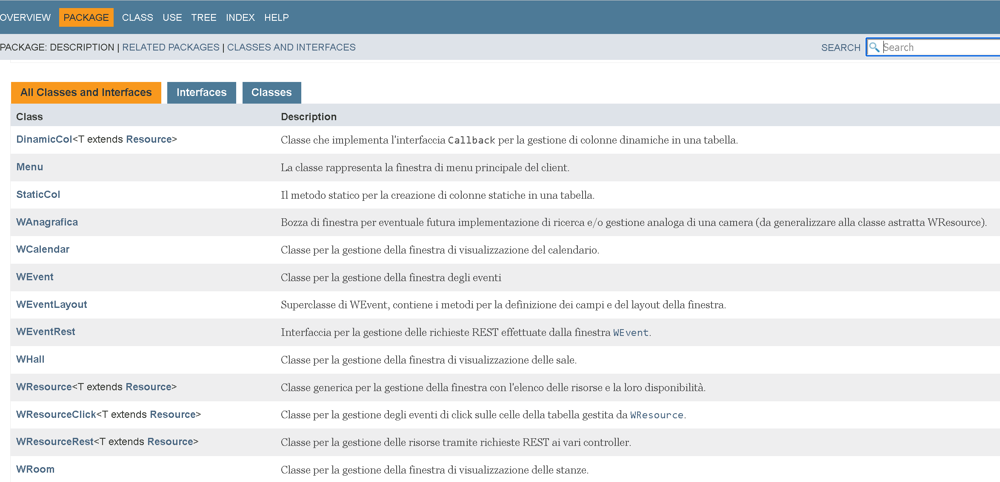 OVERVIEW PACKAGE CLASS USE TREE INDEX HELP
PACKAGE: DESCRIPTION | RELATED PACKAGES | CLASSES AND INTERFACES SEARCH Search
All Classes and Interfaces Interfaces Classes
Class Description
DinamicCol<T extends Resource> Classe che implementa l'interfaccia Callback per la gestione di colonne dinamiche in una tabella.
Menu La classe rappresenta la finestra di menu principale del client.
StaticCol Il metodo statico per la creazione di colonne statiche in una tabella.
WAnagrafica Bozza di finestra per eventuale futura implementazione di ricerca e/o gestione analoga di una camera (da generalizzare alla classe astratta WResource).
WCalendar Classe per la gestione della finestra di visualizzazione del calendario.
WEvent Classe per la gestione della finestra degli eventi
WEventLayout Superclasse di WEvent, contiene i metodi per la definizione dei campi e del layout della finestra.
WEventRest Interfaccia per la gestione delle richieste REST effettuate dalla finestra WEvent.
WHall Classe per la gestione della finestra di visualizzazione delle sale.
WResource<T extends Resource> Classe generica per la gestione della finestra con l'elenco delle risorse e la loro disponibilità.
WResourceClick<T extends Resource> Classe per la gestione degli eventi di click sulle celle della tabella gestita da WResource.
WResourceRest<T extends Resource> Classe per la gestione delle risorse tramite richieste REST ai vari controller.
WRoom Classe per la gestione della finestra di visualizzazione delle stanze.